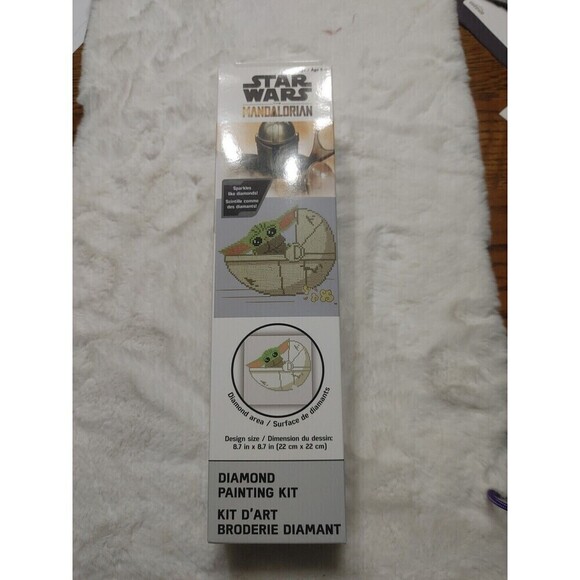 STAR
WARS
MANDALORIAN
Sparkles
like diamonds!
Scintille comme
des diamants!
Diamond area / Surface de diamants
Design size / Dimension du dessin:
8.7 in x 8.7 in (22 cm x 22 cm)
DIAMOND
PAINTING KIT
KIT D'ART
BRODERIE DIAMANT